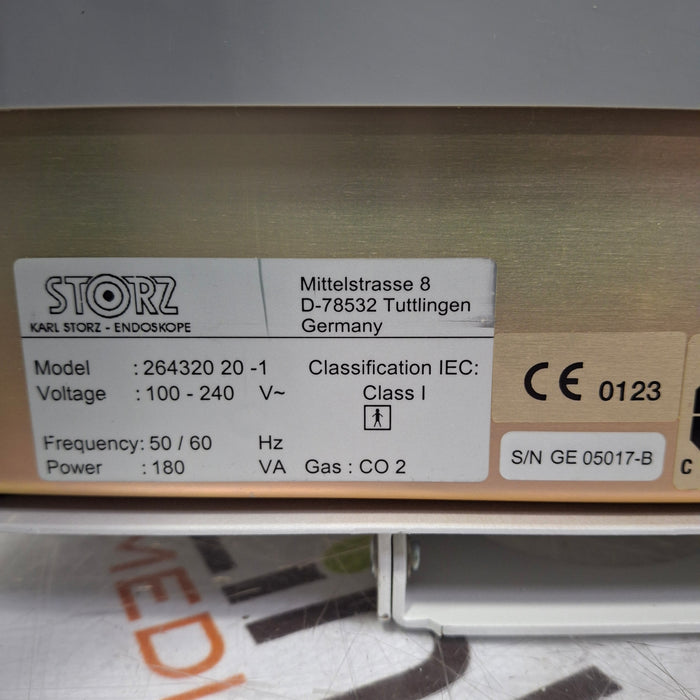 STORZ
KARL STORZ - ENDOSKOPE
Mittelstrasse 8
D-78532 Tuttlingen
Germany
Model : 264320 20 -1
Voltage : 100 - 240 V~
Frequency: 50 / 60 Hz
Power : 180 VA
Classification IEC:
Class I
Gas : CO 2
CE 0123
S/N GE 05017-B
C
MEDI